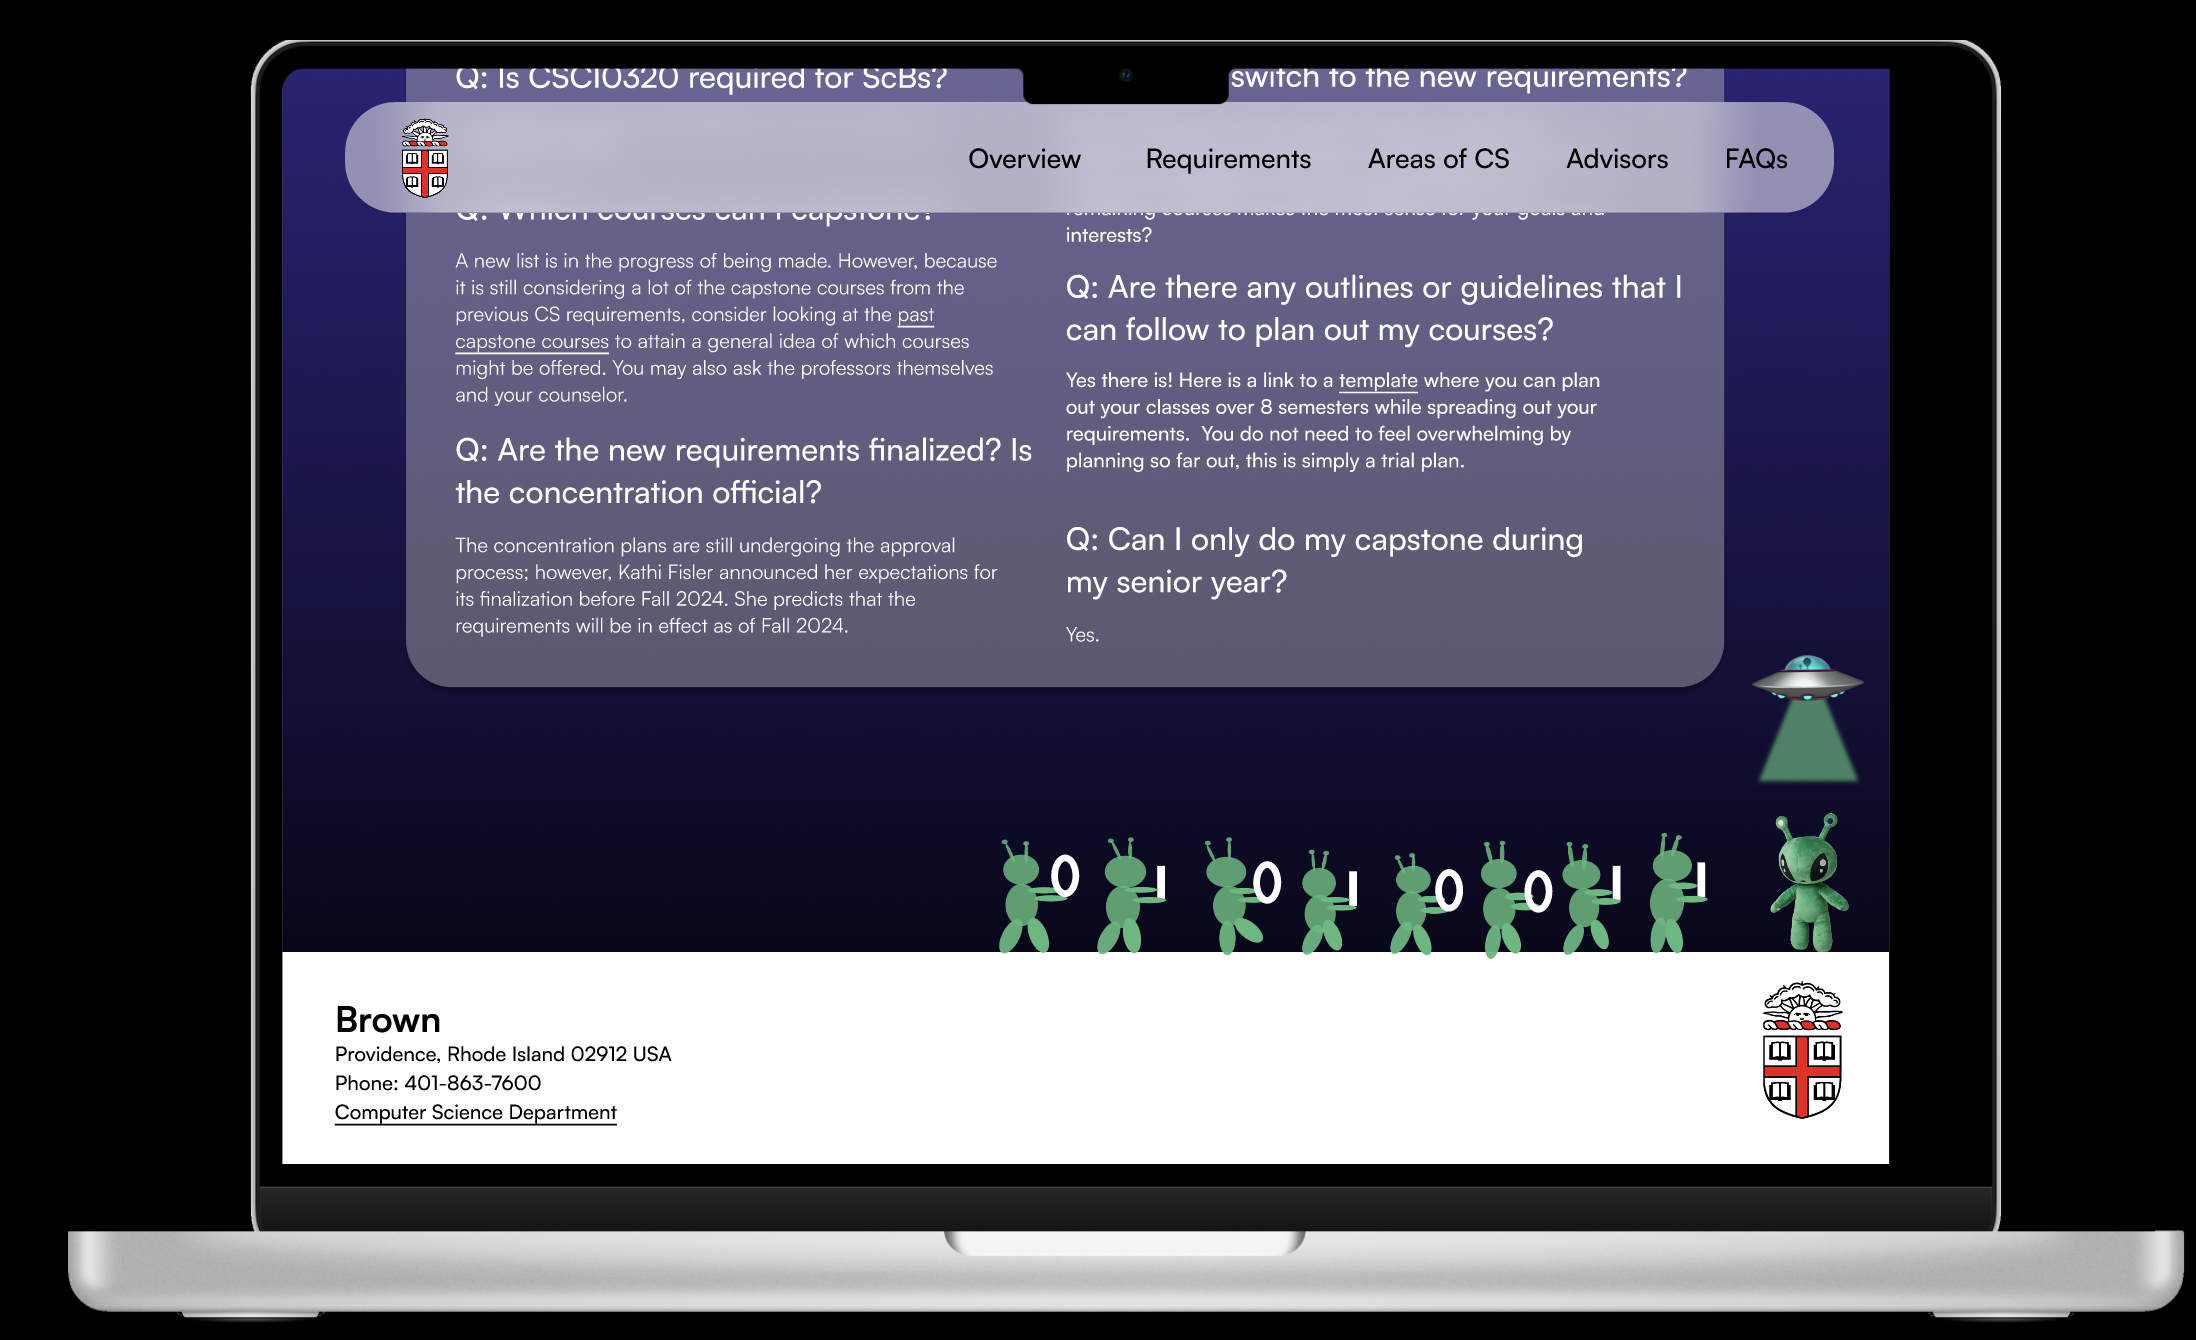 Q: Is CSCI0320 required for ScBs?
switch to the new requirements?
Overview Requirements Areas of CS Advisors FAQs
Q: Which courses can I capstone?
A new list is in the progress of being made. However, because
it is still considering a lot of the capstone courses from the
previous CS requirements, consider looking at the past
capstone courses to attain a general idea of which courses
might be offered. You may also ask the professors themselves
and your counselor.
Q: Are the new requirements finalized? Is
the concentration official?
The concentration plans are still undergoing the approval
process; however, Kathi Fisler announced her expectations for
its finalization before Fall 2024. She predicts that the
requirements will be in effect as of Fall 2024.
remaining courses makes the most sense for your goals and
interests?
Q: Are there any outlines or guidelines that I
can follow to plan out my courses?
Yes there is! Here is a link to a template where you can plan
out your classes over 8 semesters while spreading out your
requirements. You do not need to feel overwhelming by
planning so far out, this is simply a trial plan.
Q: Can I only do my capstone during
my senior year?
Yes.
0 1 0 1 0 0 1 1
Brown
Providence, Rhode Island 02912 USA
Phone: 401-863-7600
Computer Science Department